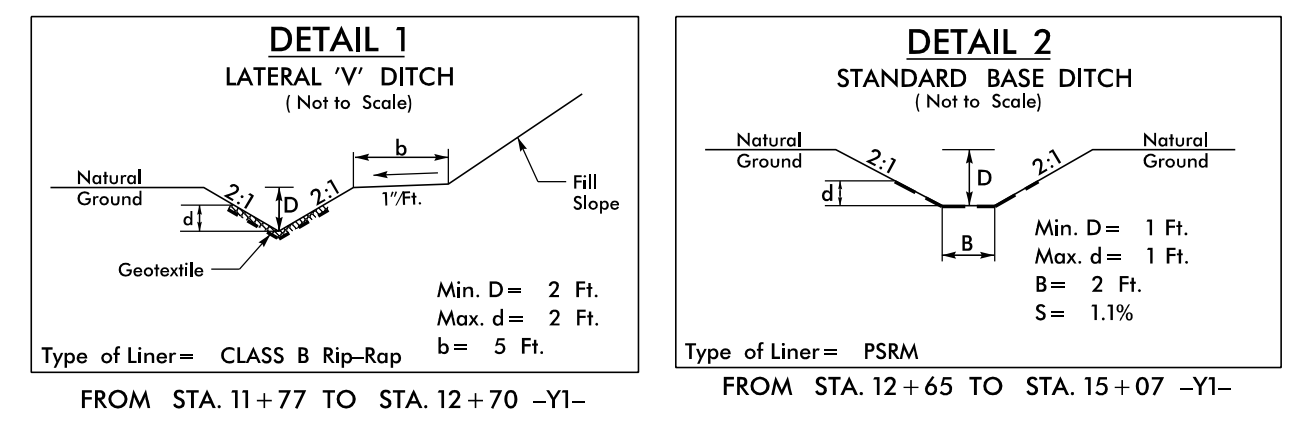 DETAIL 1
LATERAL 'V' DITCH
( Not to Scale)
b
Natural
Ground
2:1
2:1
D
d
1"/Ft.
Fill
Slope
Geotextile
Min. D= 2 Ft.
Max. d= 2 Ft.
b= 5 Ft.
Type of Liner= CLASS B Rip-Rap
FROM STA. 11+77 TO STA. 12+70 -Y1-
DETAIL 2
STANDARD BASE DITCH
( Not to Scale)
Natural
Ground
2:1
D
2:1
Natural
Ground
d
B
Min. D= 1 Ft.
Max. d= 1 Ft.
B= 2 Ft.
S= 1.1%
Type of Liner= PSRM
FROM STA. 12+65 TO STA. 15+07 -Y1-